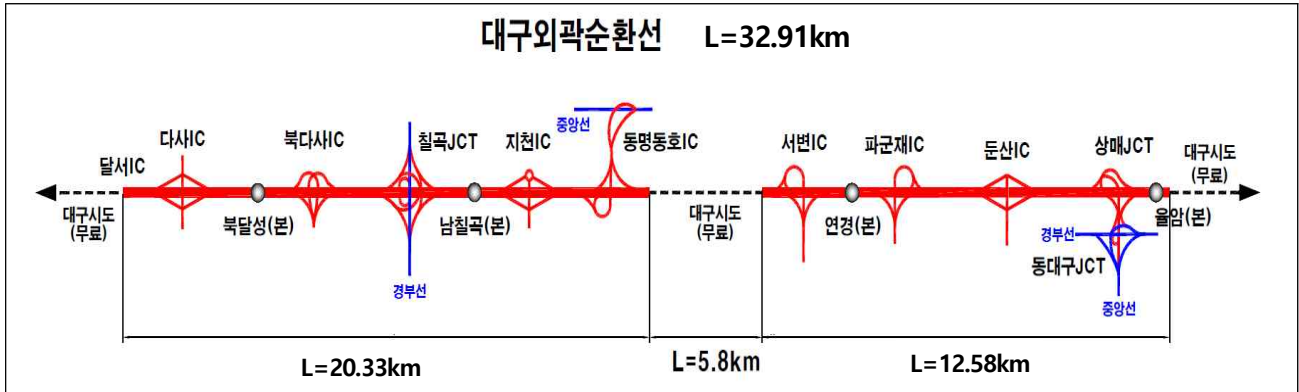 대구외곽순환선 L=32.91km
달서IC
다사IC
북다사IC
칠곡JCT
지천IC
중앙선
동명동호IC
서변IC
파군재IC
둔산IC
상매JCT
대구시도
(무료)
대구시도
(무료)
북달성(본)
남칠곡(본)
대구시도
(무료)
연경(본)
율암(본)
경부선
동대구JCT
경부선
중앙선
L=20.33km
L=5.8km
L=12.58km